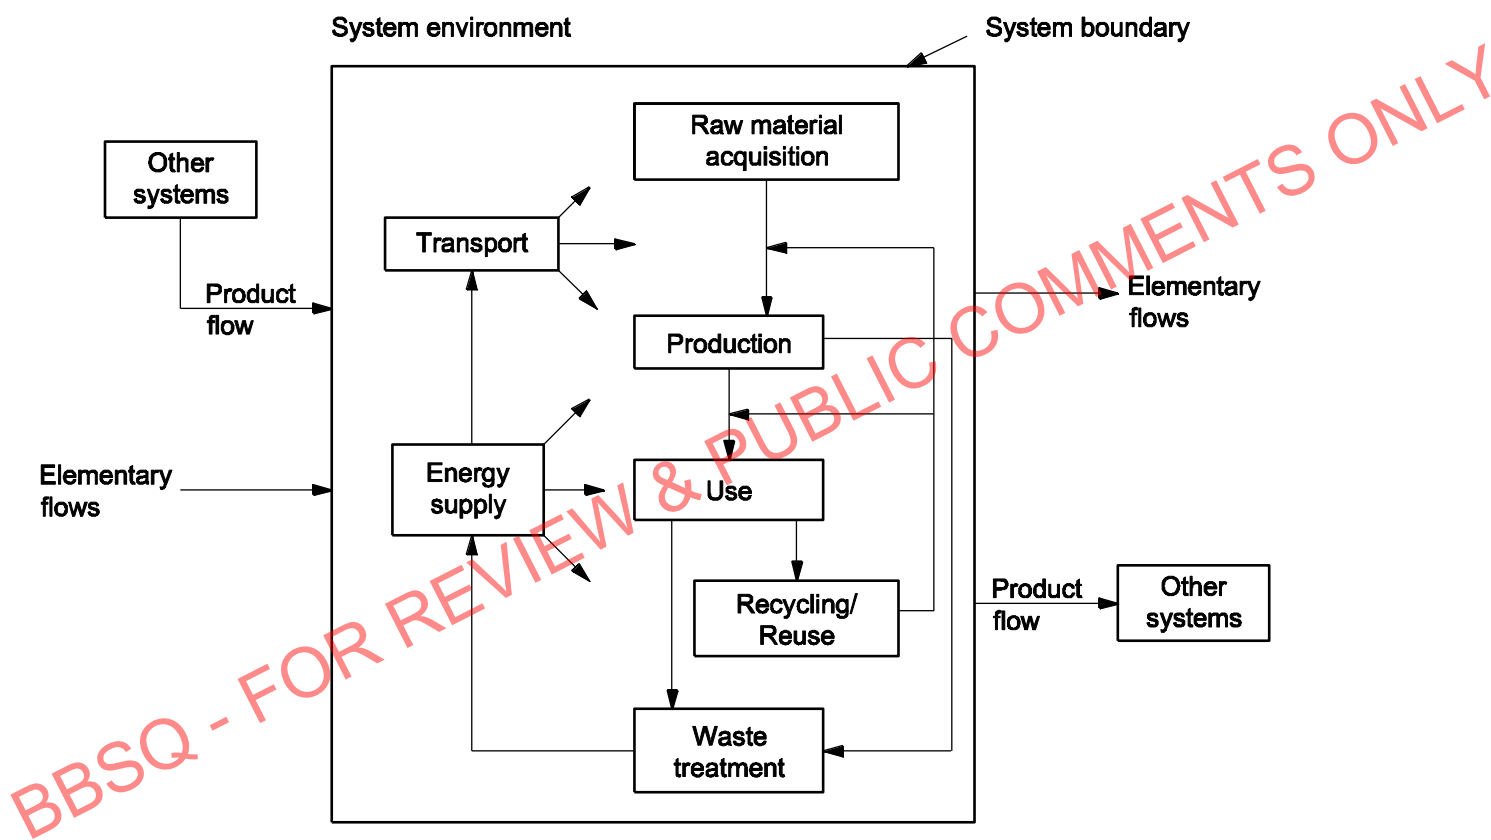 System environment
System boundary
Raw material
acquisition
Other
systems
Transport
Product
flow
Elementary
flows
Production
Elementary
flows
Energy
supply
Use
Recycling/
Reuse
Product
flow
Other
systems
Waste
treatment
BBSQ - FOR REVIEW & PUBLIC COMMENTS ONLY